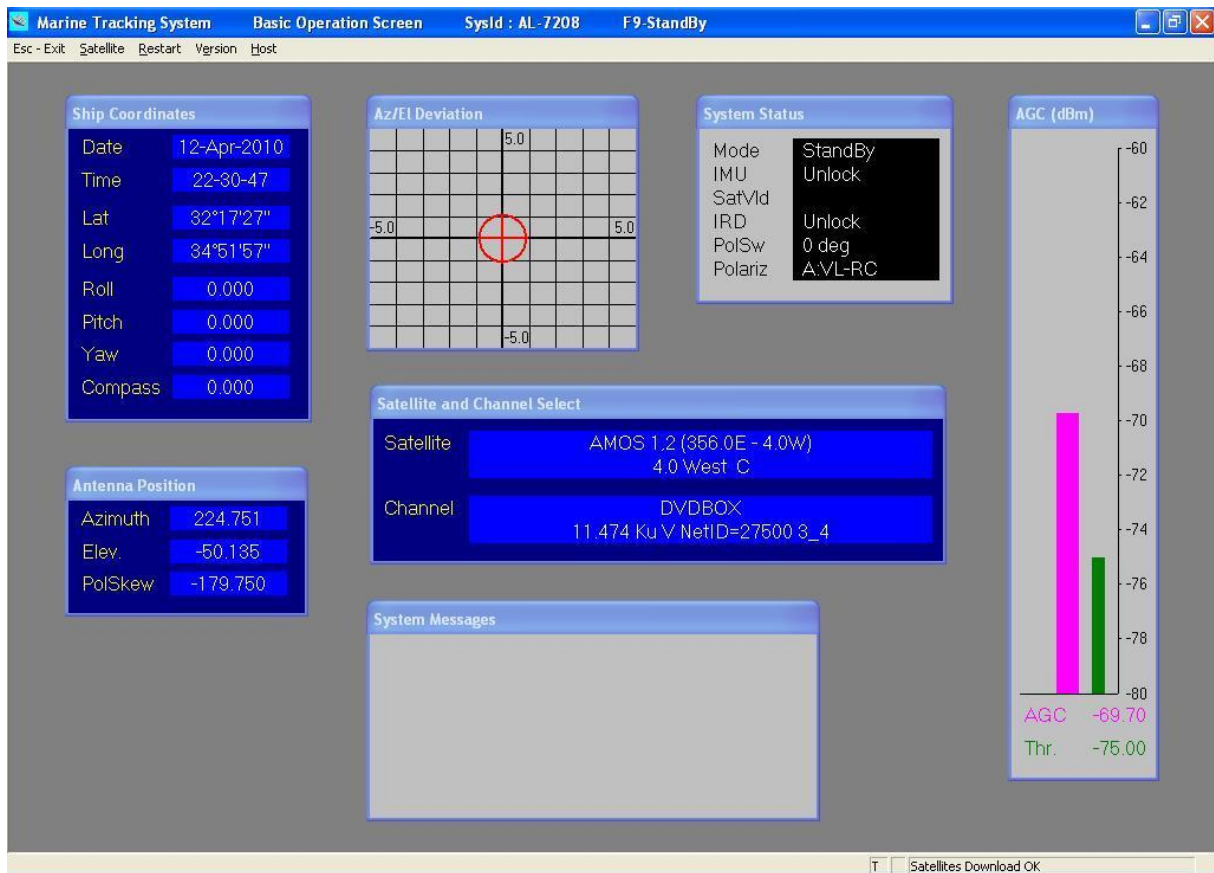 Marine Tracking System Basic Operation Screen SysId : AL-7208 F9-StandBy
Esc - Exit Satellite Restart Version Host
Ship Coordinates
Date 12-Apr-2010
Time 22-30-47
Lat 32°17'27"
Long 34°51'57"
Roll 0.000
Pitch 0.000
Yaw 0.000
Compass 0.000
Antenna Position
Azimuth 224.751
Elev. -50.135
PolSkew -179.750
Az/El Deviation
5.0
-5.0 5.0
-5.0
System Status
Mode StandBy
IMU Unlock
SatVld
IRD Unlock
PolSw 0 deg
Polariz A:VL-RC
Satellite and Channel Select
Satellite AMOS 1,2 (356.0E - 4.0W)
4.0 West C
Channel DVDBOX
11.474 Ku V NetID=27500 3_4
System Messages
AGC (dBm)
-60
-62
-64
-66
-68
-70
-72
-74
-76
-78
-80
AGC -69.70
Thr. -75.00
T Satellites Download OK